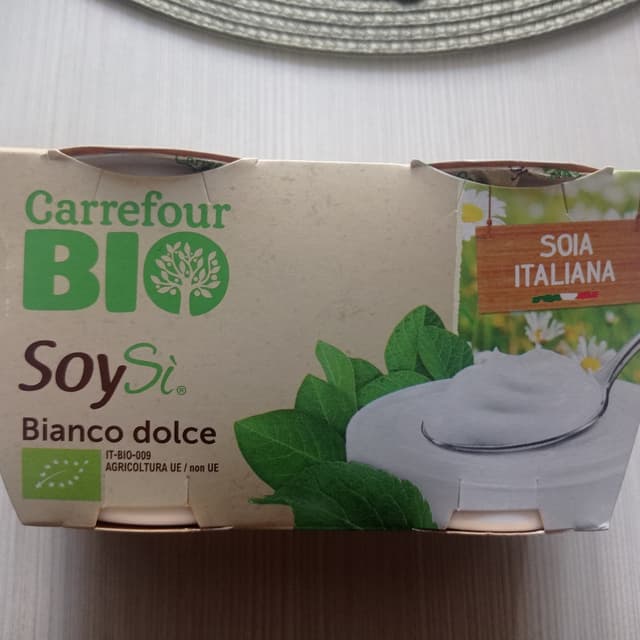 Carrefour
BIO
SoySì®
Bianco dolce
IT-BIO-009
AGRICOLTURA UE / non UE
SOIA
ITALIANA